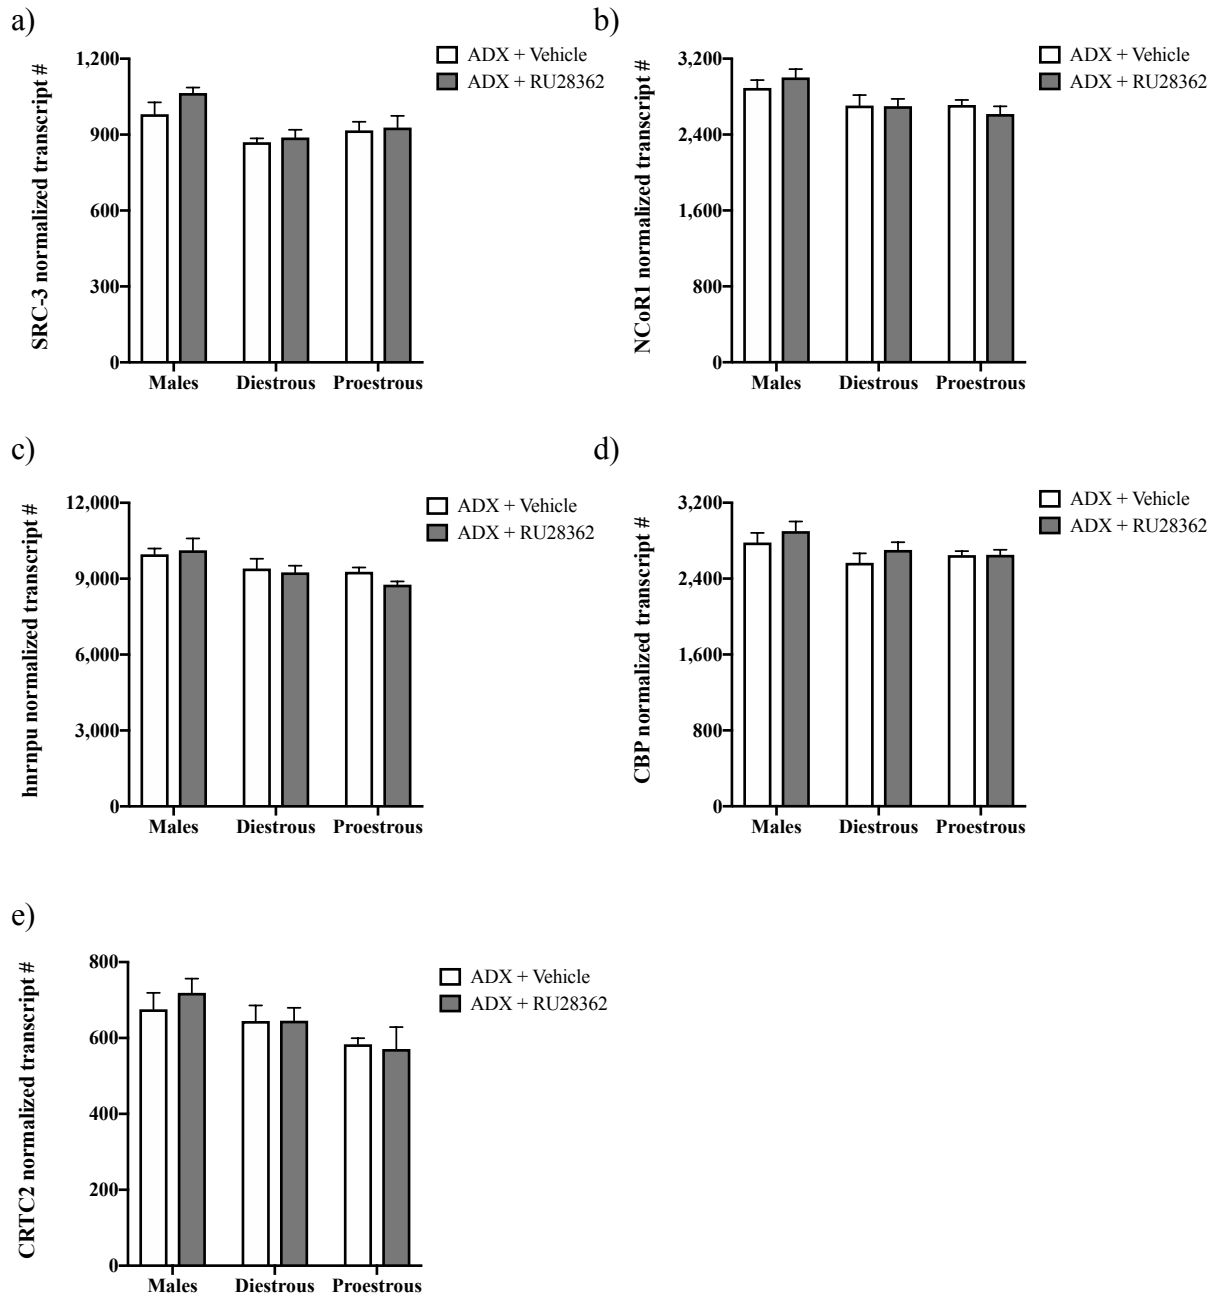 a)
SRC-3 normalized transcript #
1,200
900
600
300
0
Males Diestrous Proestrous
ADX + Vehicle
ADX + RU28362
b)
NCoR1 normalized transcript #
3,200
2,400
1,600
800
0
Males Diestrous Proestrous
ADX + Vehicle
ADX + RU28362
c)
hnrnpu normalized transcript #
12,000
9,000
6,000
3,000
0
Males Diestrous Proestrous
ADX + Vehicle
ADX + RU28362
d)
CBP normalized transcript #
3,200
2,400
1,600
800
0
Males Diestrous Proestrous
ADX + Vehicle
ADX + RU28362
e)
CRTC2 normalized transcript #
800
600
400
200
0
Males Diestrous Proestrous
ADX + Vehicle
ADX + RU28362